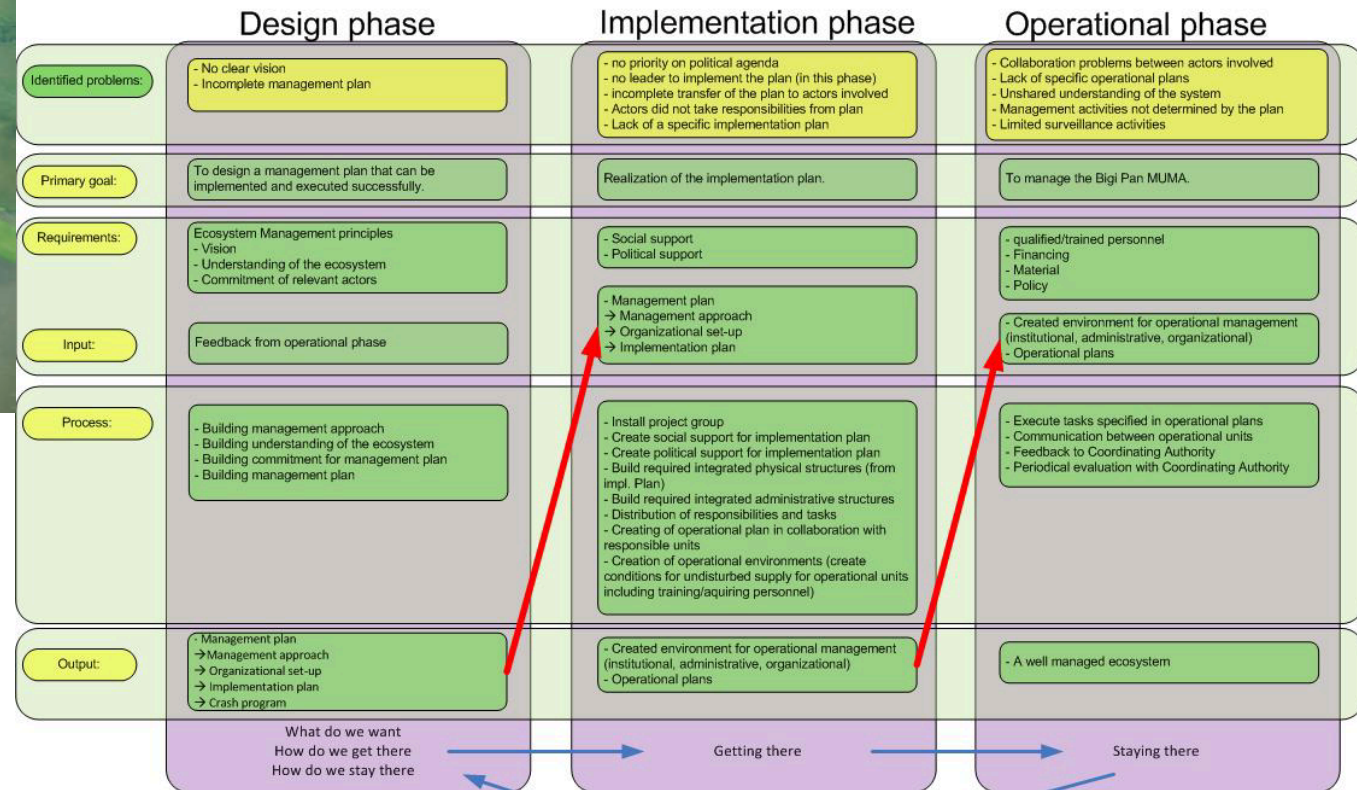 Design phase
Implementation phase
Operational phase
Identified problems:
- No clear vision
- Incomplete management plan
- no priority on political agenda
- no leader to implement the plan (in this phase)
- incomplete transfer of the plan to actors involved
- Actors did not take responsibilities from plan
- Lack of a specific implementation plan
- Collaboration problems between actors involved
- Lack of specific operational plans
- Unshared understanding of the system
- Management activities not determined by the plan
- Limited surveillance activities
Primary goal:
To design a management plan that can be
implemented and executed successfully.
Realization of the implementation plan.
To manage the Bigi Pan MUMA.
Requirements:
Ecosystem Management principles
- Vision
- Understanding of the ecosystem
- Commitment of relevant actors
- Social support
- Political support
- qualified/trained personnel
- Financing
- Material
- Policy
Input:
Feedback from operational phase
- Management plan
→ Management approach
→ Organizational set-up
→ Implementation plan
- Created environment for operational management
(institutional, administrative, organizational)
- Operational plans
Process:
- Building management approach
- Building understanding of the ecosystem
- Building commitment for management plan
- Building management plan
- Install project group
- Create social support for implementation plan
- Create political support for implementation plan
- Build required integrated physical structures (from
impl. Plan)
- Build required integrated administrative structures
- Distribution of responsibilities and tasks
- Creating of operational plan in collaboration with
responsible units
- Creation of operational environments (create
conditions for undisturbed supply for operational units
including training/aquiring personnel)
- Execute tasks specified in operational plans
- Communication between operational units
- Feedback to Coordinating Authority
- Periodical evaluation with Coordinating Authority
Output:
- Management plan
→Management approach
→ Organizational set-up
→ Implementation plan
→ Crash program
- Created environment for operational management
(institutional, administrative, organizational)
- Operational plans
- A well managed ecosystem
What do we want
How do we get there
How do we stay there
Getting there
Staying there